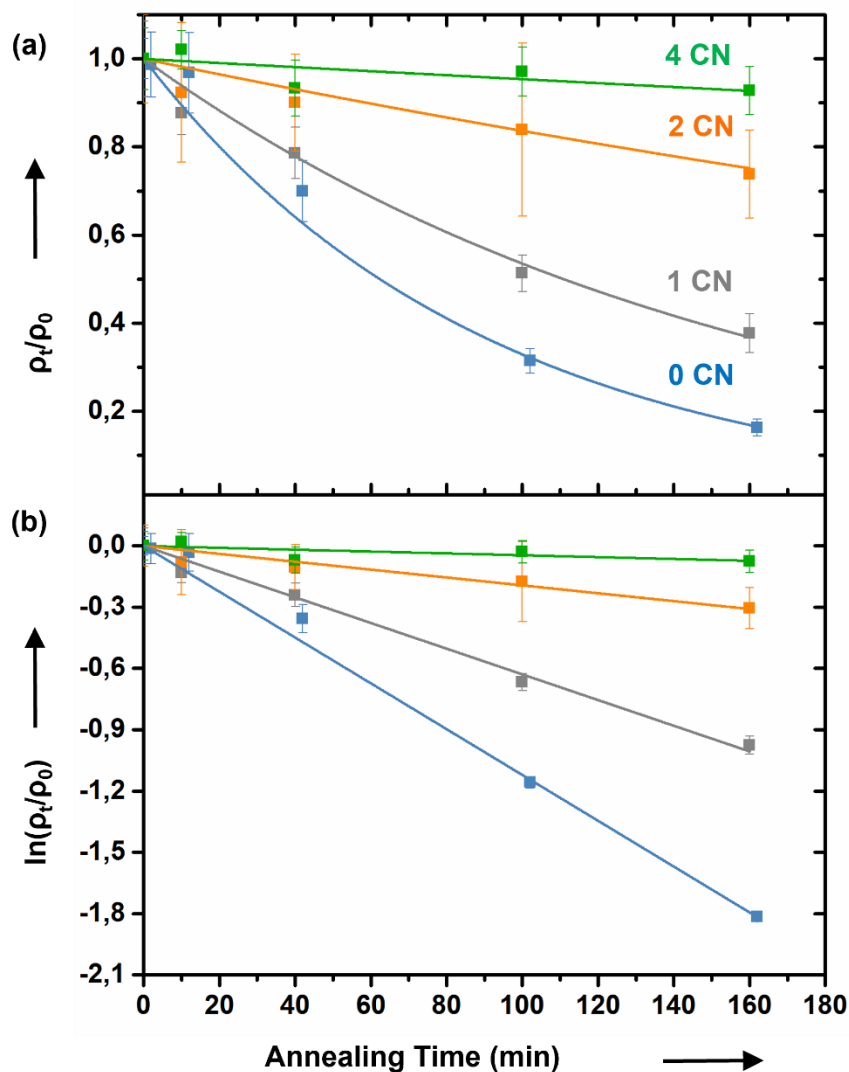 (a)
1,0
0,8
0,6
0,4
0,2
ρt/ρ0
4 CN
2 CN
1 CN
0 CN
(b)
0,0
-0,3
-0,6
-0,9
-1,2
-1,5
-1,8
-2,1
ln(ρt/ρ0)
0 20 40 60 80 100 120 140 160 180
Annealing Time (min)